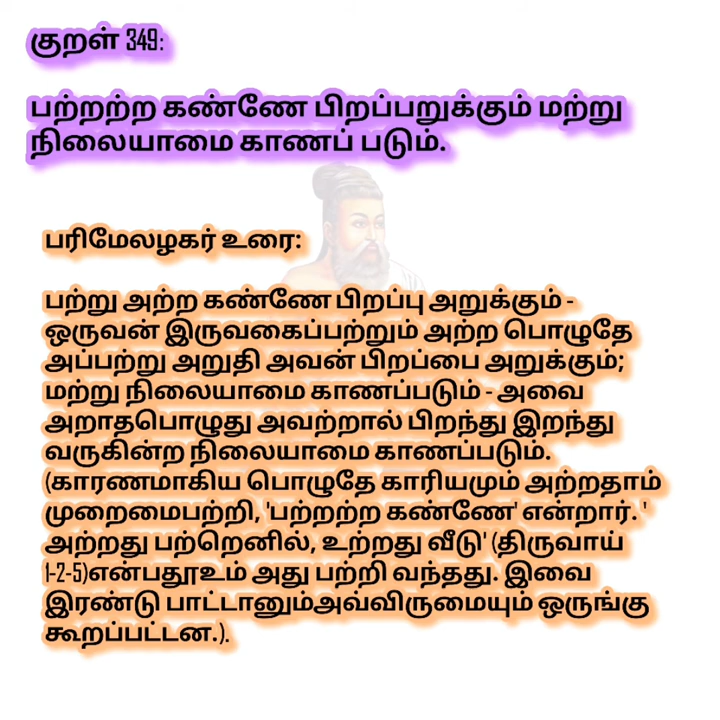 குறள் 349:
பற்றற்ற கண்ணே பிறப்பறுக்கும் மற்று
நிலையாமை காணப் படும்.
பரிமேலழகர் உரை:
பற்று அற்ற கண்ணே பிறப்பு அறுக்கும் -
ஒருவன் இருவகைப்பற்றும் அற்ற பொழுதே
அப்பற்று அறுதி அவன் பிறப்பை அறுக்கும்;
மற்று நிலையாமை காணப்படும் - அவை
அறாதபொழுது அவற்றால் பிறந்து இறந்து
வருகின்ற நிலையாமை காணப்படும்.
(காரணமாகிய பொழுதே காரியமும் அற்றதாம்
முறைமைபற்றி, 'பற்றற்ற கண்ணே' என்றார். '
அற்றது பற்றெனில், உற்றது வீடு' (திருவாய்
1-2-5)என்பதூஉம் அது பற்றி வந்தது. இவை
இரண்டு பாட்டானும்அவ்விருமையும் ஒருங்கு
கூறப்பட்டன.).